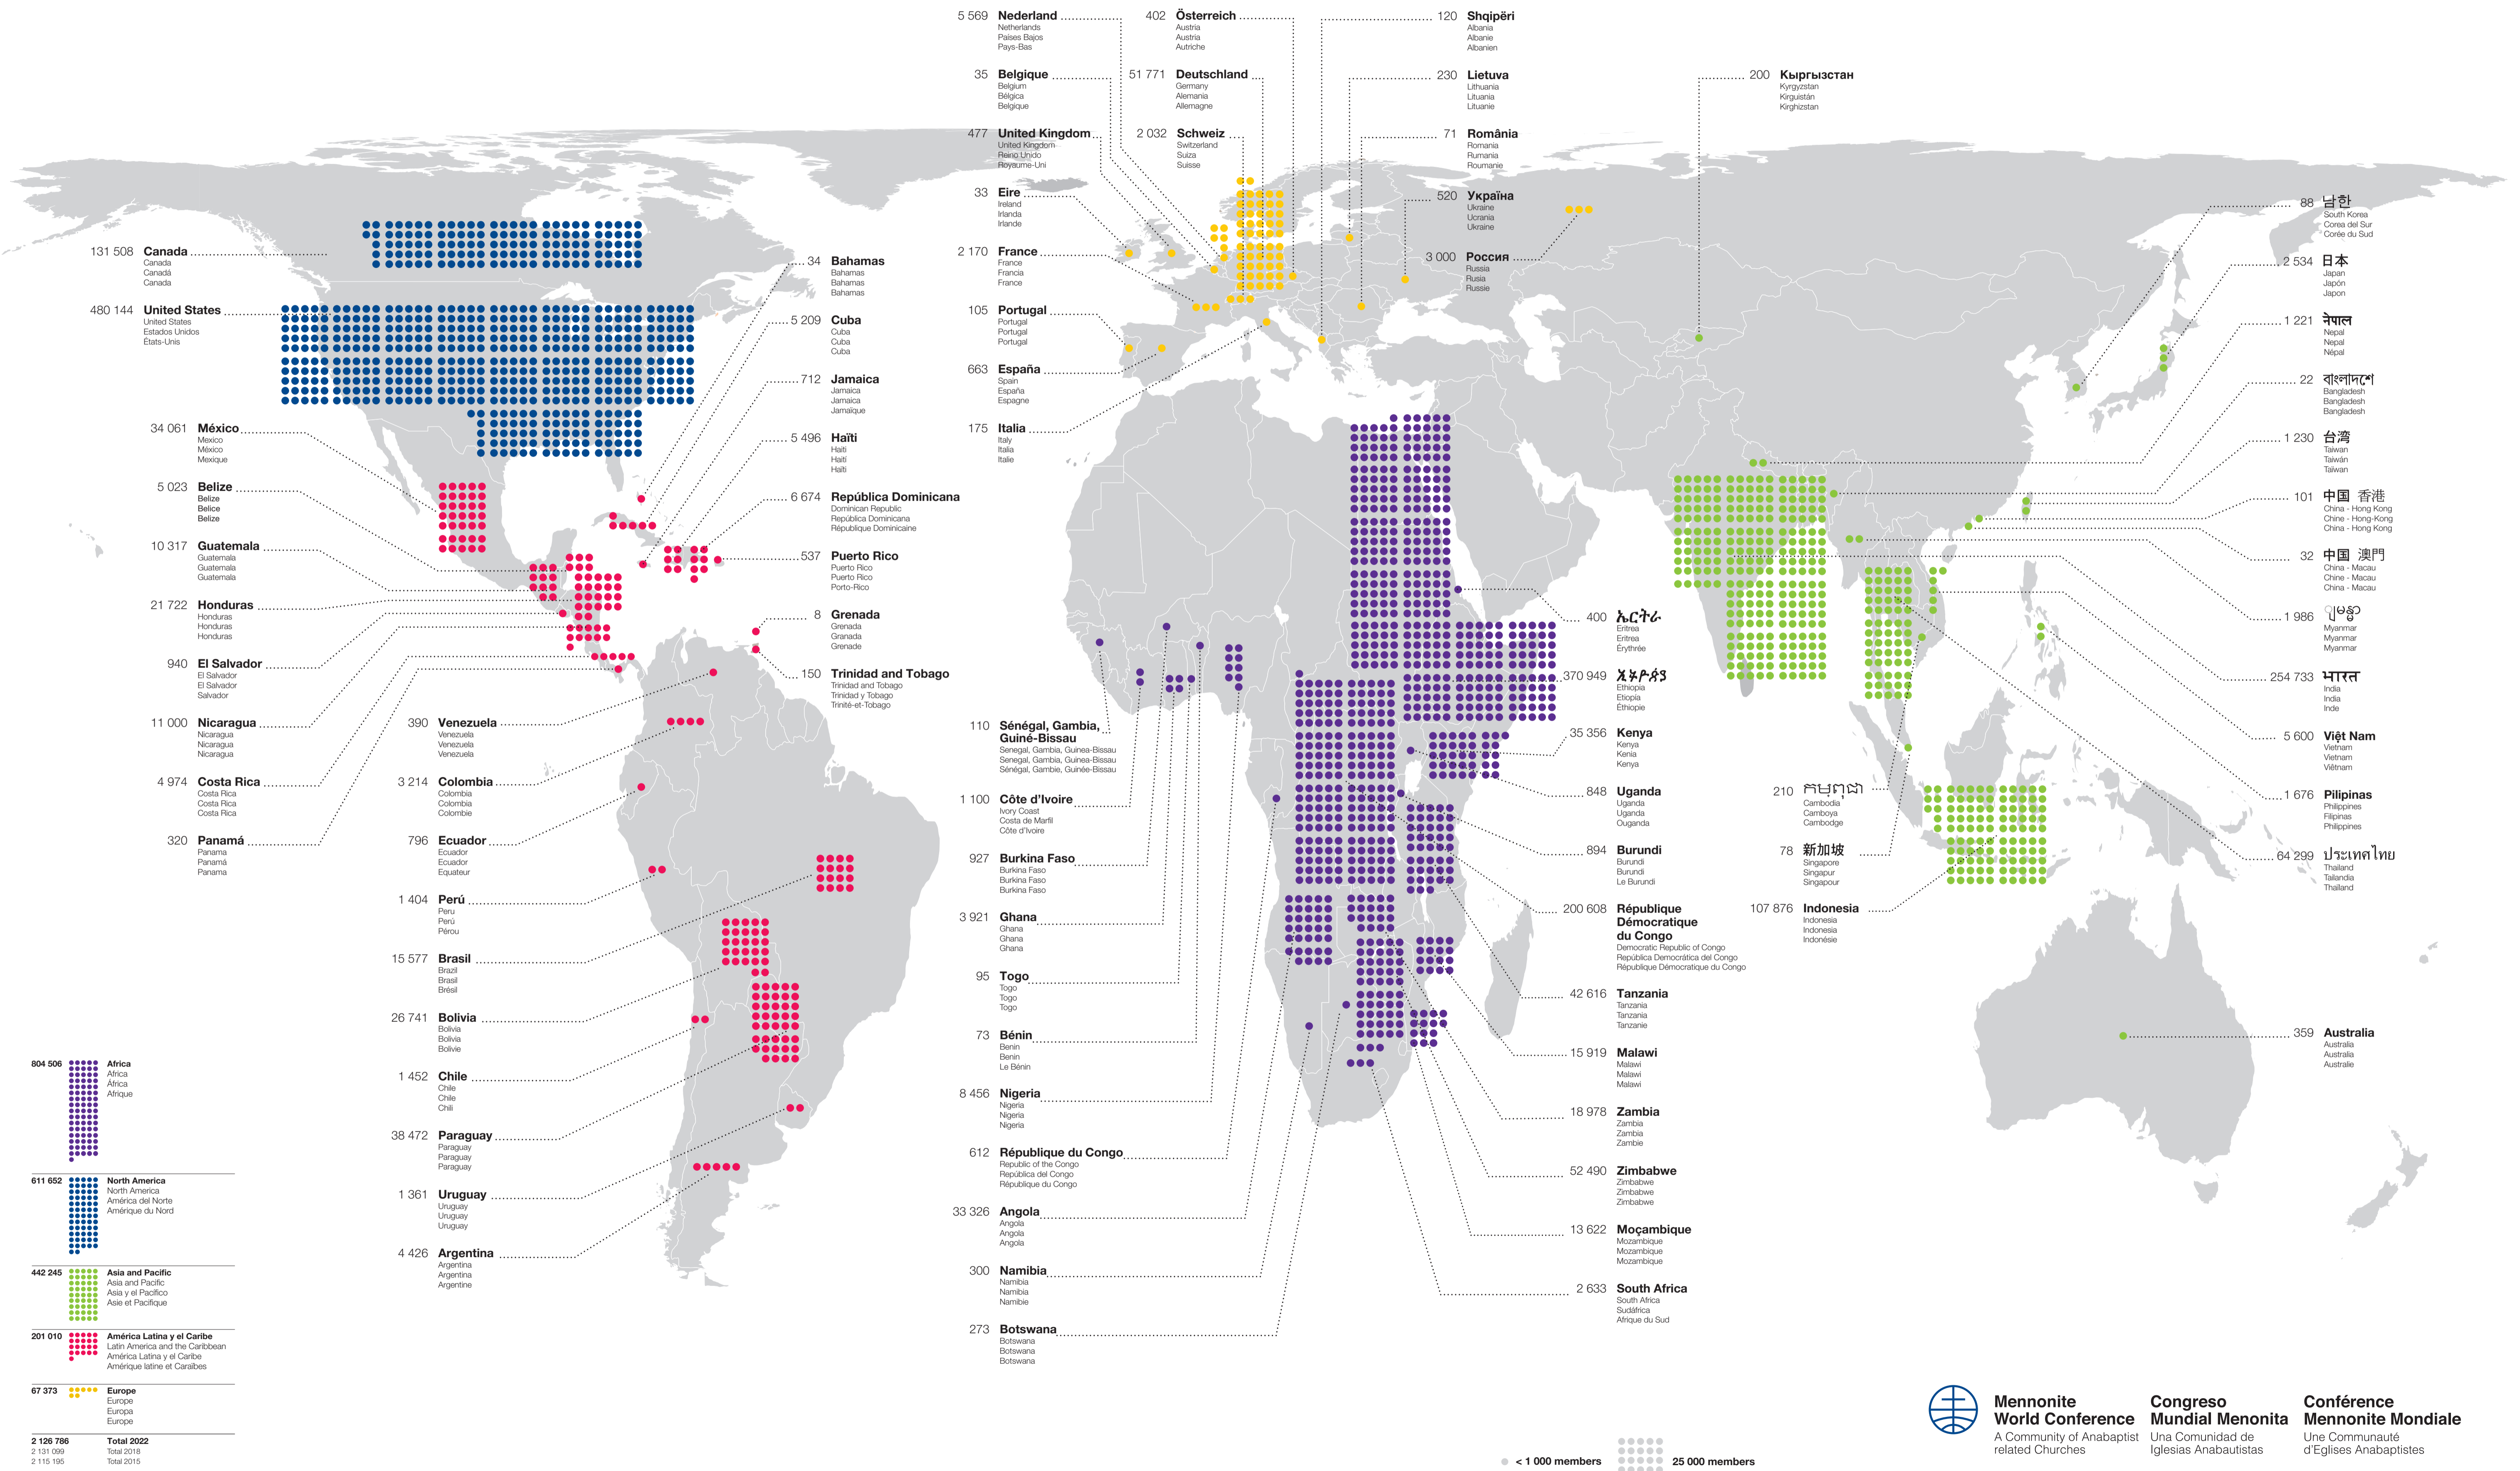 5 569 Nederland
Netherlands
Países Bajos
Pays-Bas
35 Belgique
Belgium
Bélgica
Belgique
477 United Kingdom
United Kingdom
Reino Unido
Royaume-Uni
33 Eire
Ireland
Irlanda
Irlande
2 170 France
France
Francia
France
105 Portugal
Portugal
Portugal
Portugal
663 España
Spain
España
Espagne
175 Italia
Italy
Italia
Italie
402 Österreich
Austria
Austria
Autriche
51 771 Deutschland
Germany
Alemania
Allemagne
2 032 Schweiz
Switzerland
Suiza
Suisse
120 Shqipëri
Albania
Albanie
Albanien
230 Lietuva
Lithuania
Lituania
Lituanie
71 România
Romania
Rumania
Roumanie
520 Україна
Ukraine
Ucrania
Ukraine
3 000 Россия
Russia
Rusia
Russie
200 Кыргызстан
Kyrgyzstan
Kirguistán
Kirghizstan
131 508 Canada
Canada
Canadá
Canada
480 144 United States
United States
Estados Unidos
États-Unis
34 061 México
Mexico
México
Mexique
5 023 Belize
Belize
Belice
Belize
10 317 Guatemala
Guatemala
Guatemala
Guatemala
21 722 Honduras
Honduras
Honduras
Honduras
940 El Salvador
El Salvador
El Salvador
Salvador
11 000 Nicaragua
Nicaragua
Nicaragua
Nicaragua
4 974 Costa Rica
Costa Rica
Costa Rica
Costa Rica
320 Panamá
Panama
Panamá
Panama
34 Bahamas
Bahamas
Bahamas
Bahamas
5 209 Cuba
Cuba
Cuba
Cuba
712 Jamaica
Jamaica
Jamaica
Jamaïque
5 496 Haïti
Haiti
Haití
Haïti
6 674 República Dominicana
Dominican Republic
República Dominicana
République Dominicaine
537 Puerto Rico
Puerto Rico
Puerto Rico
Porto-Rico
8 Grenada
Grenada
Granada
Grenade
150 Trinidad and Tobago
Trinidad and Tobago
Trinidad y Tobago
Trinité-et-Tobago
390 Venezuela
Venezuela
Venezuela
Venezuela
3 214 Colombia
Colombia
Colombia
Colombie
796 Ecuador
Ecuador
Ecuador
Equateur
1 404 Perú
Peru
Perú
Pérou
15 577 Brasil
Brazil
Brasil
Brésil
26 741 Bolivia
Bolivia
Bolivia
Bolivie
1 452 Chile
Chile
Chile
Chili
38 472 Paraguay
Paraguay
Paraguay
Paraguay
1 361 Uruguay
Uruguay
Uruguay
Uruguay
4 426 Argentina
Argentina
Argentina
Argentine
110 Sénégal, Gambia,
Guiné-Bissau
Senegal, Gambia, Guinea-Bissau
Senegal, Gambia, Guinea-Bissau
Sénégal, Gambie, Guinée-Bissau
1 100 Côte d'Ivoire
Ivory Coast
Costa de Marfil
Côte d'Ivoire
927 Burkina Faso
Burkina Faso
Burkina Faso
Burkina Faso
3 921 Ghana
Ghana
Ghana
Ghana
95 Togo
Togo
Togo
Togo
73 Bénin
Benin
Benin
Le Bénin
8 456 Nigeria
Nigeria
Nigeria
Nigeria
612 République du Congo
Republic of the Congo
República del Congo
République du Congo
33 326 Angola
Angola
Angola
Angola
300 Namibia
Namibia
Namibia
Namibie
273 Botswana
Botswana
Botswana
Botswana
400 ኤርትራ
Eritrea
Eritrea
Érythrée
370 949
Ethiopia
Etiopía
Éthiopie
35 356 Kenya
Kenya
Kenia
Kenya
848 Uganda
Uganda
Uganda
Ouganda
894 Burundi
Burundi
Burundi
Le Burundi
200 608 République
Démocratique
du Congo
Democratic Republic of Congo
República Democrática del Congo
République Démocratique du Congo
42 616 Tanzania
Tanzania
Tanzania
Tanzanie
15 919 Malawi
Malawi
Malawi
Malawi
18 978 Zambia
Zambia
Zambia
Zambie
52 490 Zimbabwe
Zimbabwe
Zimbabwe
Zimbabwe
13 622 Moçambique
Mozambique
Mozambique
Mozambique
2 633 South Africa
South Africa
Sudáfrica
Afrique du Sud
88 남한
South Korea
Corea del Sur
Corée du Sud
2 534 日本
Japan
Japón
Japon
1 221 नेपाल
Nepal
Nepal
Népal
22 বাংলাদেশে
Bangladesh
Bangladesh
Bangladesh
1 230 台湾
Taiwan
Taiwán
Taïwan
101 中国 香港
China - Hong Kong
Chine - Hong-Kong
China - Hong Kong
32 中国 澳門
China - Macau
Chine - Macau
China - Macau
1 986
Myanmar
Myanmar
Myanmar
254 733 भारत
India
India
Inde
5 600 Việt Nam
Vietnam
Vietnam
Viêtnam
1 676 Pilipinas
Philippines
Filipinas
Philippines
64 299 ประเทศไทย
Thailand
Tailandia
Thaïland
210 កម្ពុជា
Cambodia
Camboya
Cambodge
78 新加坡
Singapore
Singapur
Singapour
107 876 Indonesia
Indonesia
Indonesia
Indonésie
359 Australia
Australia
Australia
Australie
804 506 Africa
Africa
África
Afrique
611 652 North America
North America
América del Norte
Amérique du Nord
442 245 Asia and Pacific
Asia and Pacific
Asia y el Pacífico
Asie et Pacifique
201 010 América Latina y el Caribe
Latin America and the Caribbean
América Latina y el Caribe
Amérique latine et Caraïbes
67 373 Europe
Europe
Europa
Europe
2 126 786 Total 2022
2 131 099 Total 2018
2 115 195 Total 2015
< 1 000 members
25 000 members
Mennonite
World Conference
A Community of Anabaptist
related Churches
Congreso
Mundial Menonita
Una Comunidad de
Iglesias Anabautistas
Conférence
Mennonite Mondiale
Une Communauté
d'Eglises Anabaptistes